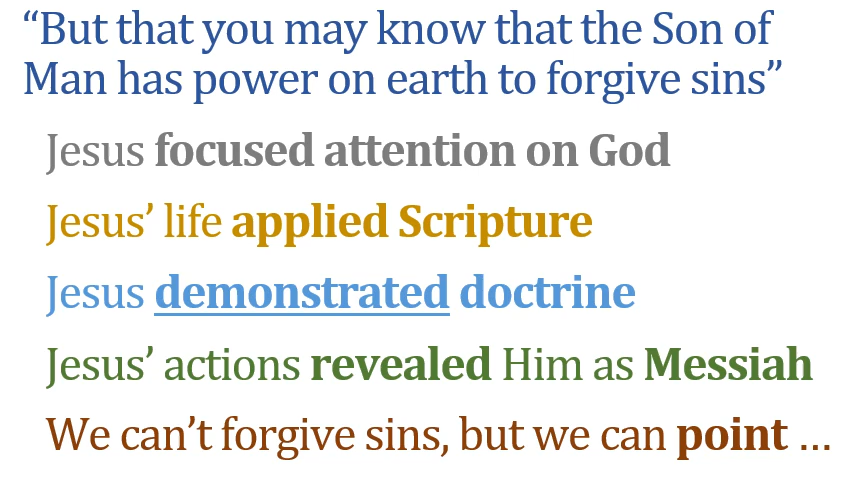 “But that you may know that the Son of
Man has power on earth to forgive sins”
Jesus focused attention on God
Jesus’ life applied Scripture
Jesus demonstrated doctrine
Jesus’ actions revealed Him as Messiah
We can’t forgive sins, but we can point …